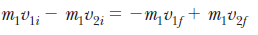 m₁v₁ᵢ − m₁v₂ᵢ = −m₁v₁f + m₁v₂f